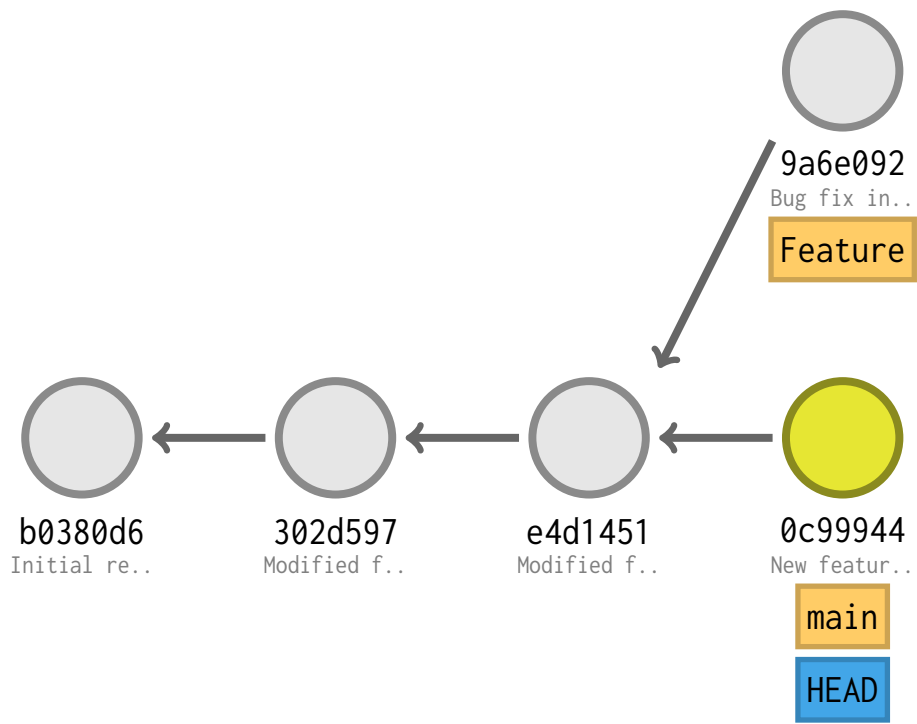 9a6e092
Bug fix in..
Feature
b0380d6
Initial re..
302d597
Modified f..
e4d1451
Modified f..
0c99944
New featur..
main
HEAD